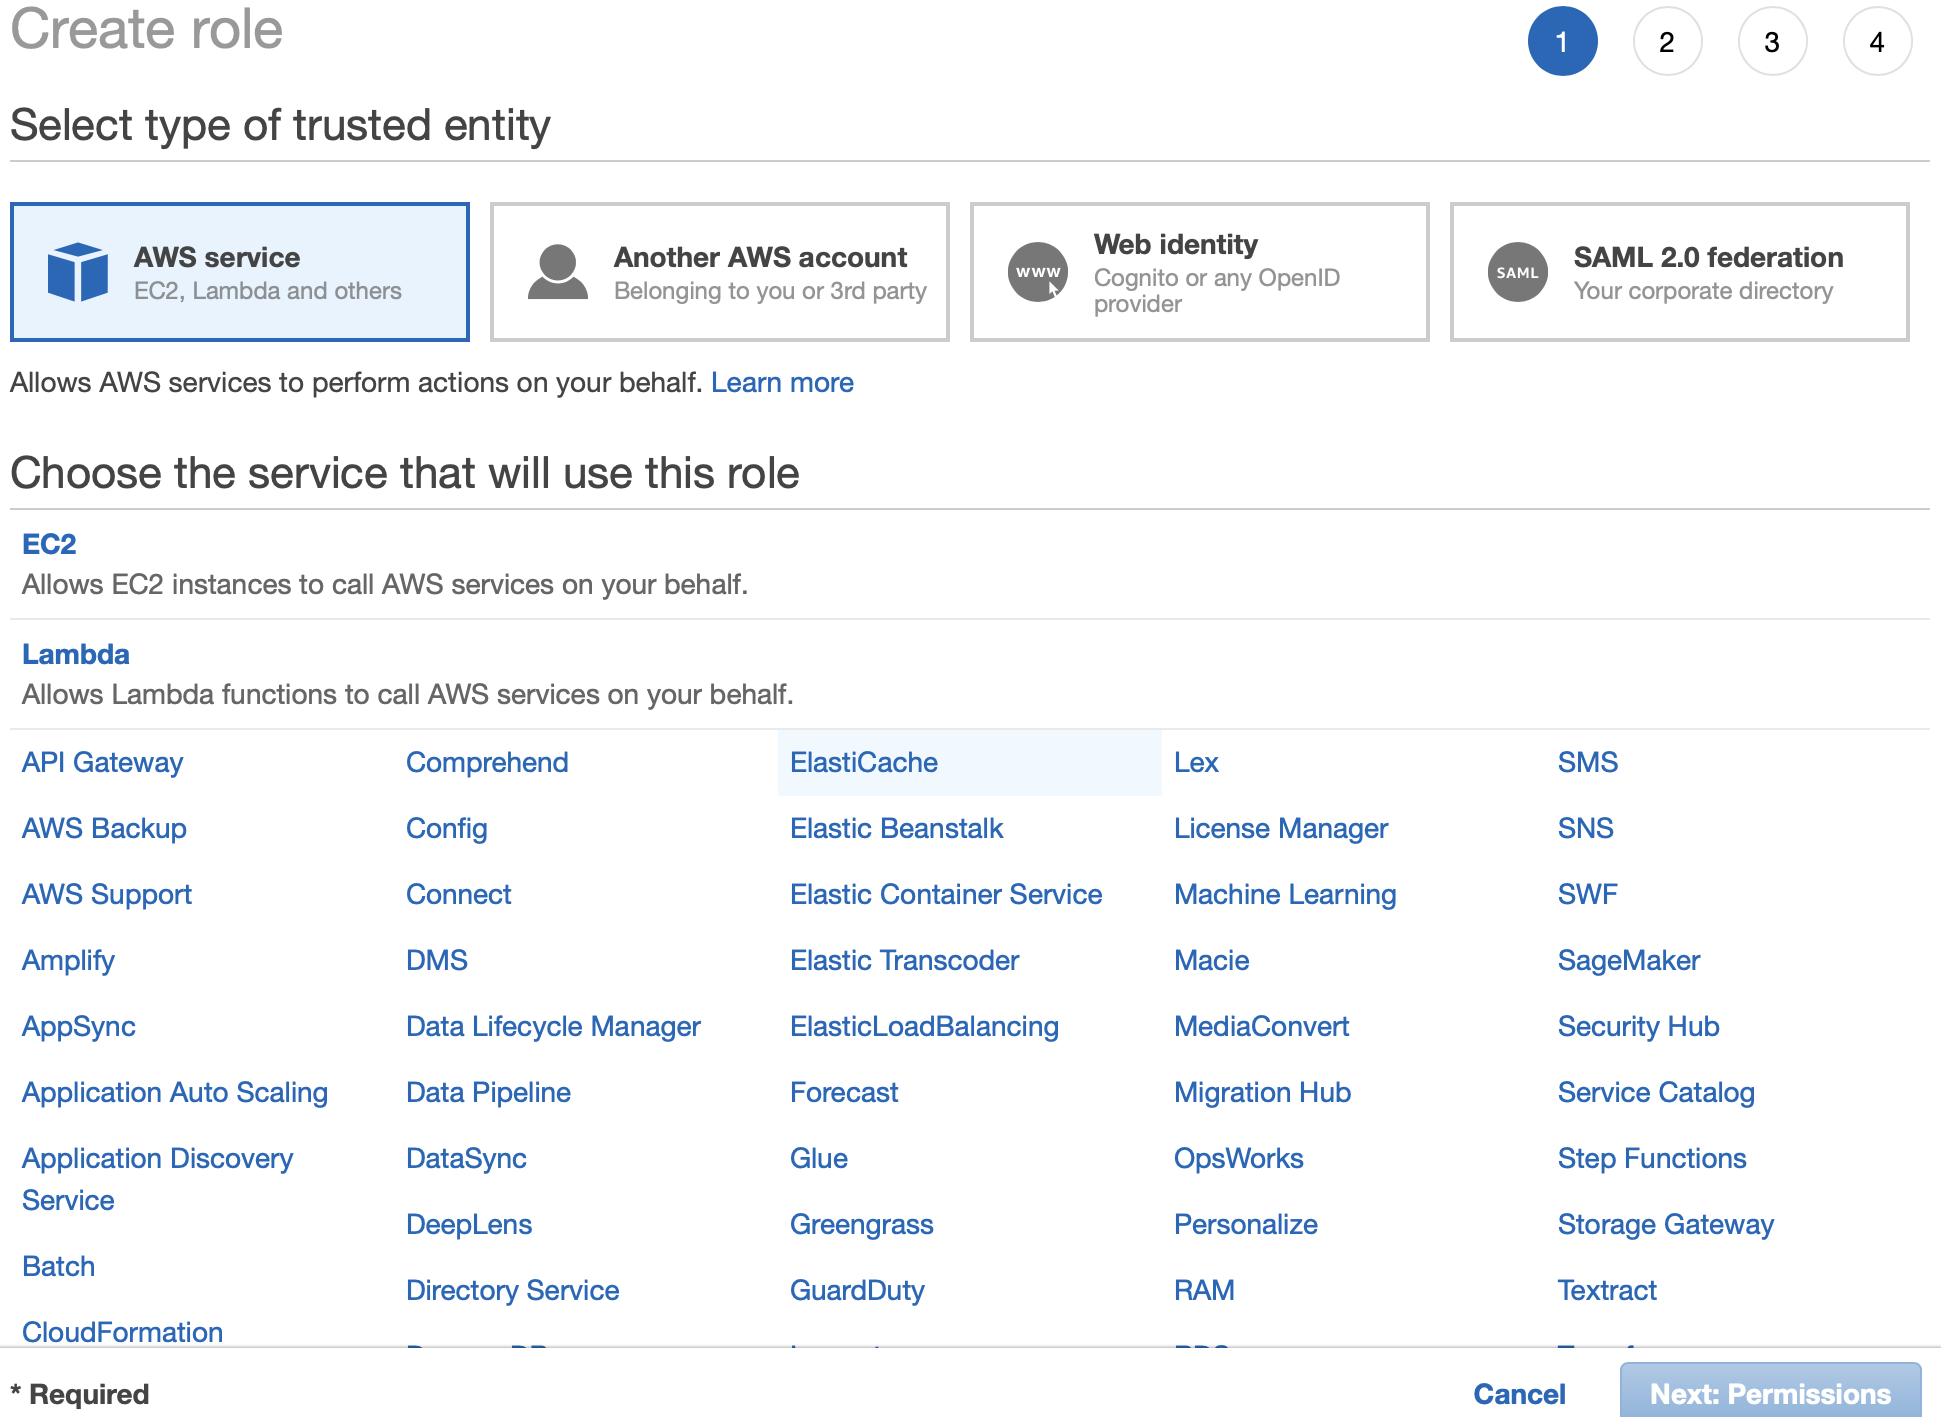 Create role
1 2 3 4
Select type of trusted entity
AWS service
EC2, Lambda and others
Another AWS account
Belonging to you or 3rd party
www
Web identity
Cognito or any OpenID
provider
SAML
SAML 2.0 federation
Your corporate directory
Allows AWS services to perform actions on your behalf. Learn more
Choose the service that will use this role
EC2
Allows EC2 instances to call AWS services on your behalf.
Lambda
Allows Lambda functions to call AWS services on your behalf.
API Gateway
AWS Backup
AWS Support
Amplify
AppSync
Application Auto Scaling
Application Discovery
Service
Batch
CloudFormation
Comprehend
Config
Connect
DMS
Data Lifecycle Manager
Data Pipeline
DataSync
DeepLens
Directory Service
ElastiCache
Elastic Beanstalk
Elastic Container Service
Elastic Transcoder
ElasticLoadBalancing
Forecast
Glue
Greengrass
GuardDuty
Lex
License Manager
Machine Learning
Macie
MediaConvert
Migration Hub
OpsWorks
Personalize
RAM
SMS
SNS
SWF
SageMaker
Security Hub
Service Catalog
Step Functions
Storage Gateway
Textract
* Required
Cancel
Next: Permissions